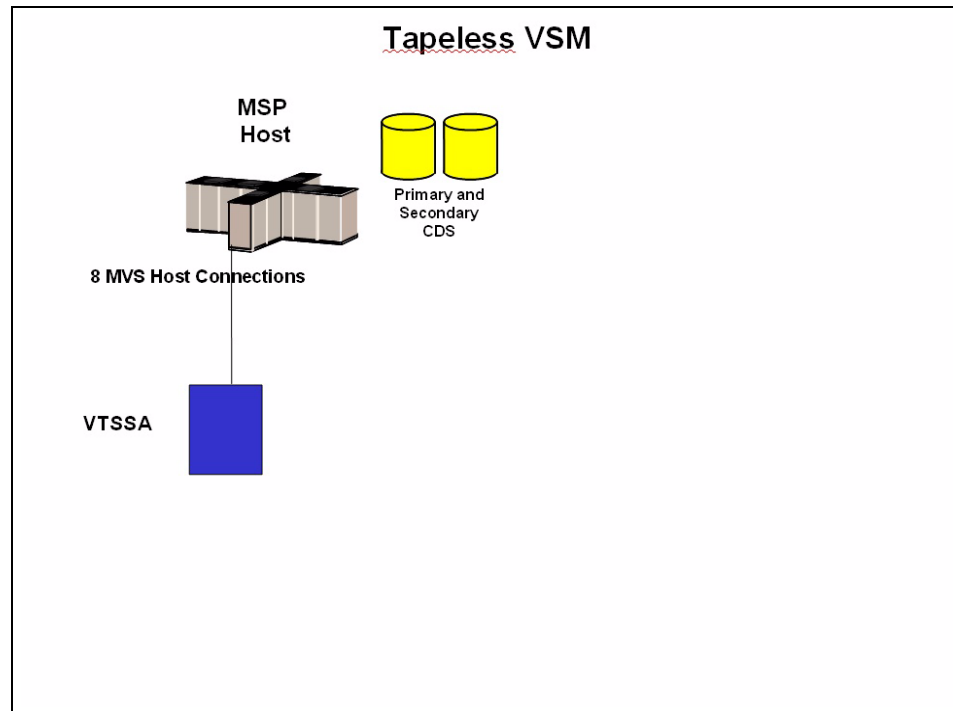 Tapeless VSM
MSP
Host
Primary and
Secondary
CDS
8 MVS Host Connections
VTSSA